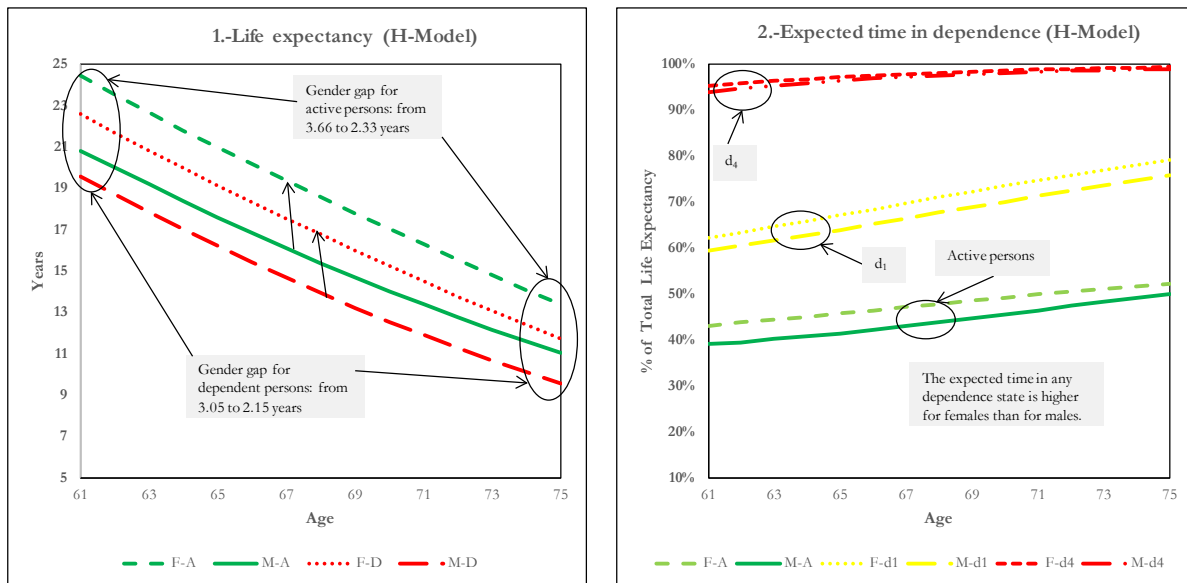 1.-Life expectancy (H-Model)
25
23
21
19
17
15
13
11
9
7
5
Years
Gender gap for
active persons: from
3.66 to 2.33 years
Gender gap for
dependent persons: from
3.05 to 2.15 years
61 63 65 67 69 71 73 75
Age
F-A M-A F-D M-D
2.-Expected time in dependence (H-Model)
100%
90%
80%
70%
60%
50%
40%
30%
20%
10%
% of Total Life Expectancy
d4
d1
Active persons
The expected time in any
dependence state is higher
for females than for males.
61 63 65 67 69 71 73 75
Age
F-A M-A F-d1 M-d1 F-d4 M-d4